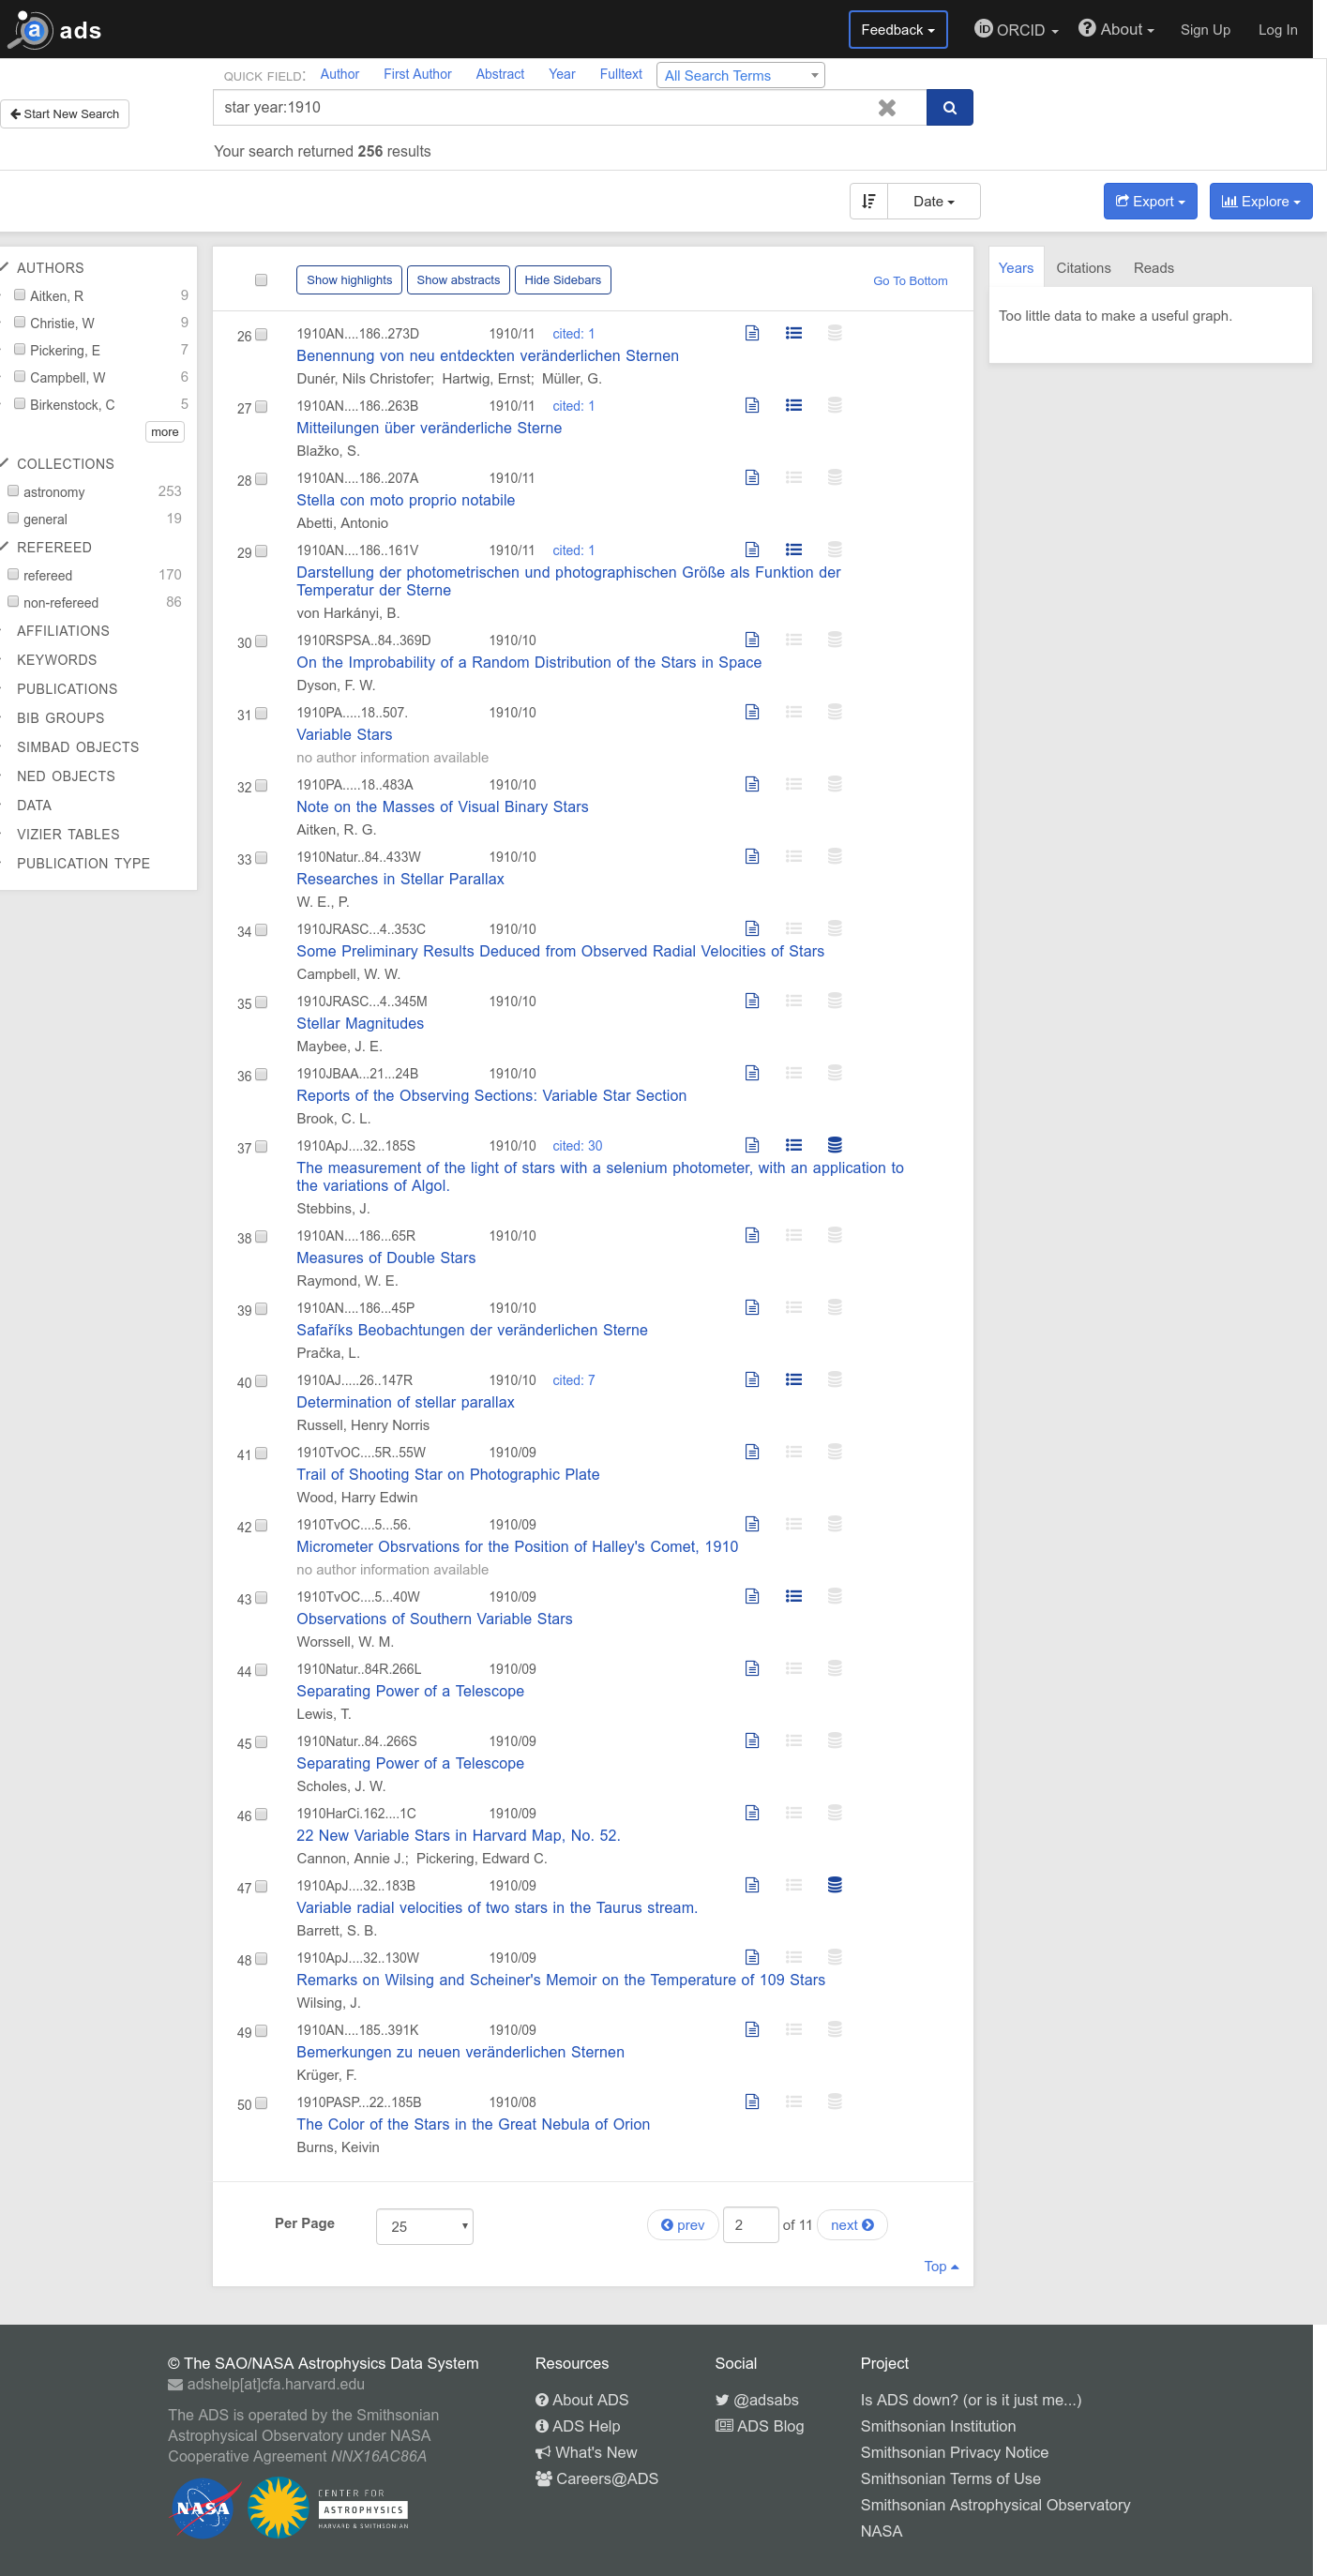 ads
Feedback
ORCID
About
Sign Up
Log In
QUICK FIELD: Author First Author Abstract Year Fulltext All Search Terms
Start New Search
star year:1910
Your search returned 256 results
Date
Export
Explore
AUTHORS
Aitken, R 9
Christie, W 9
Pickering, E 7
Campbell, W 6
Birkenstock, C 5
more
COLLECTIONS
astronomy 253
general 19
REFEREED
refereed 170
non-refereed 86
AFFILIATIONS
KEYWORDS
PUBLICATIONS
BIB GROUPS
SIMBAD OBJECTS
NED OBJECTS
DATA
VIZIER TABLES
PUBLICATION TYPE
Show highlights Show abstracts Hide Sidebars Go To Bottom
26 1910AN....186..273D 1910/11 cited: 1
Benennung von neu entdeckten veränderlichen Sternen
Dunér, Nils Christofer; Hartwig, Ernst; Müller, G.
27 1910AN....186..263B 1910/11 cited: 1
Mitteilungen über veränderliche Sterne
Blažko, S.
28 1910AN....186..207A 1910/11
Stella con moto proprio notabile
Abetti, Antonio
29 1910AN....186..161V 1910/11 cited: 1
Darstellung der photometrischen und photographischen Größe als Funktion der
Temperatur der Sterne
von Harkányi, B.
30 1910RSPSA..84..369D 1910/10
On the Improbability of a Random Distribution of the Stars in Space
Dyson, F. W.
31 1910PA.....18..507. 1910/10
Variable Stars
no author information available
32 1910PA.....18..483A 1910/10
Note on the Masses of Visual Binary Stars
Aitken, R. G.
33 1910Natur..84..433W 1910/10
Researches in Stellar Parallax
W. E., P.
34 1910JRASC...4..353C 1910/10
Some Preliminary Results Deduced from Observed Radial Velocities of Stars
Campbell, W. W.
35 1910JRASC...4..345M 1910/10
Stellar Magnitudes
Maybee, J. E.
36 1910JBAA...21...24B 1910/10
Reports of the Observing Sections: Variable Star Section
Brook, C. L.
37 1910ApJ....32..185S 1910/10 cited: 30
The measurement of the light of stars with a selenium photometer, with an application to
the variations of Algol.
Stebbins, J.
38 1910AN....186...65R 1910/10
Measures of Double Stars
Raymond, W. E.
39 1910AN....186...45P 1910/10
Safaříks Beobachtungen der veränderlichen Sterne
Pračka, L.
40 1910AJ.....26..147R 1910/10 cited: 7
Determination of stellar parallax
Russell, Henry Norris
41 1910TvOC....5R..55W 1910/09
Trail of Shooting Star on Photographic Plate
Wood, Harry Edwin
42 1910TvOC....5...56. 1910/09
Micrometer Obsrvations for the Position of Halley's Comet, 1910
no author information available
43 1910TvOC....5...40W 1910/09
Observations of Southern Variable Stars
Worssell, W. M.
44 1910Natur..84R.266L 1910/09
Separating Power of a Telescope
Lewis, T.
45 1910Natur..84..266S 1910/09
Separating Power of a Telescope
Scholes, J. W.
46 1910HarCi.162....1C 1910/09
22 New Variable Stars in Harvard Map, No. 52.
Cannon, Annie J.; Pickering, Edward C.
47 1910ApJ....32..183B 1910/09
Variable radial velocities of two stars in the Taurus stream.
Barrett, S. B.
48 1910ApJ....32..130W 1910/09
Remarks on Wilsing and Scheiner's Memoir on the Temperature of 109 Stars
Wilsing, J.
49 1910AN....185..391K 1910/09
Bemerkungen zu neuen veränderlichen Sternen
Krüger, F.
50 1910PASP...22..185B 1910/08
The Color of the Stars in the Great Nebula of Orion
Burns, Keivin
Per Page 25 prev 2 of 11 next
Top
Years Citations Reads
Too little data to make a useful graph.
© The SAO/NASA Astrophysics Data System
adshelp[at]cfa.harvard.edu
The ADS is operated by the Smithsonian
Astrophysical Observatory under NASA
Cooperative Agreement NNX16AC86A
NASA
CENTER FOR
ASTROPHYSICS
HARVARD & SMITHSONIAN
Resources
About ADS
ADS Help
What's New
Careers@ADS
Social
@adsabs
ADS Blog
Project
Is ADS down? (or is it just me...)
Smithsonian Institution
Smithsonian Privacy Notice
Smithsonian Terms of Use
Smithsonian Astrophysical Observatory
NASA